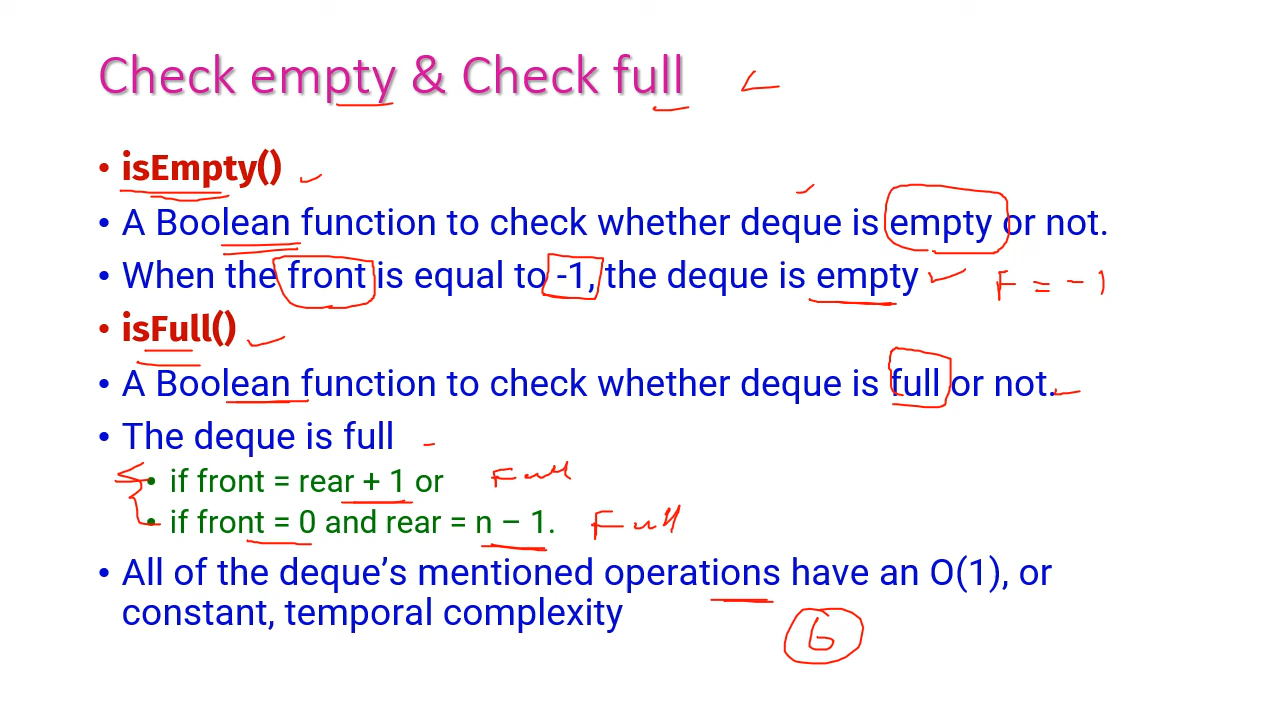 Check empty & Check full
• isEmpty()
• A Boolean function to check whether deque is empty or not.
• When the front is equal to -1, the deque is empty F = -1
• isFull()
• A Boolean function to check whether deque is full or not.
• The deque is full
• if front = rear + 1 or Full
• if front = 0 and rear = n – 1. Full
• All of the deque’s mentioned operations have an O(1), or
constant, temporal complexity
6